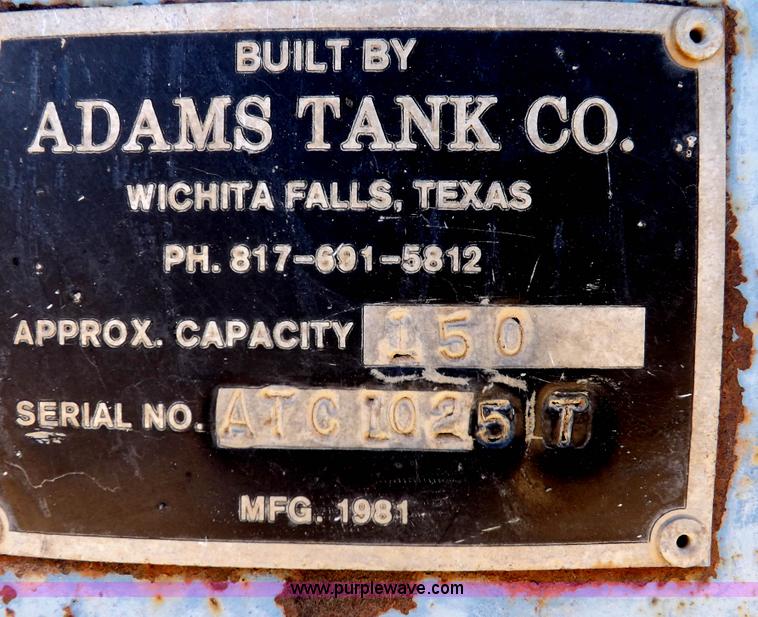 BUILT BY
ADAMS TANK CO.
WICHITA FALLS, TEXAS
PH. 817-691-5812
APPROX. CAPACITY 150
SERIAL NO. ATC 1025 T
MFG. 1981
www.purplewave.com